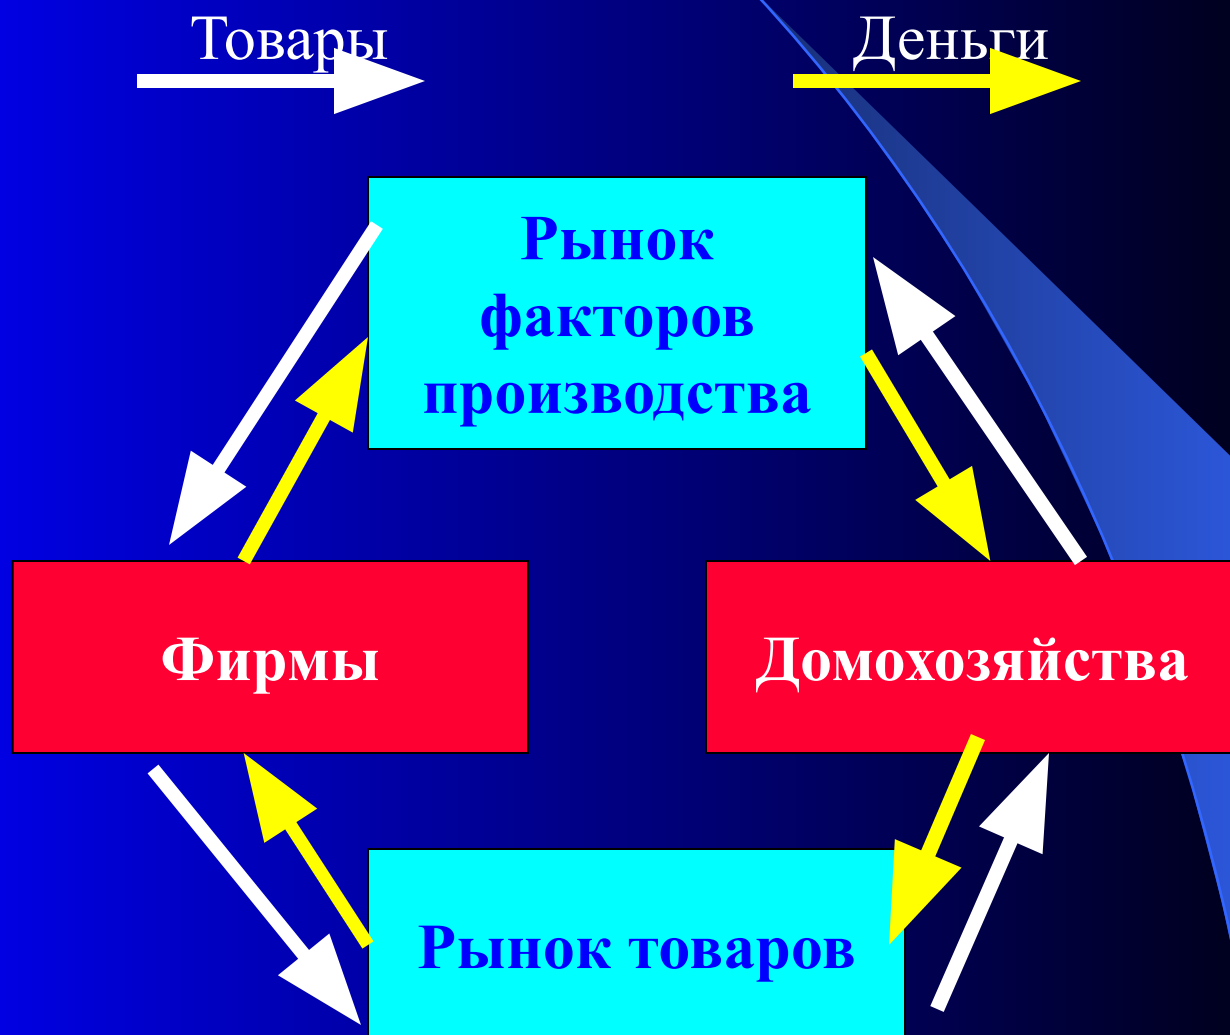 Товары
Деньги
Рынок
факторов
производства
Фирмы
Домохозяйства
Рынок товаров